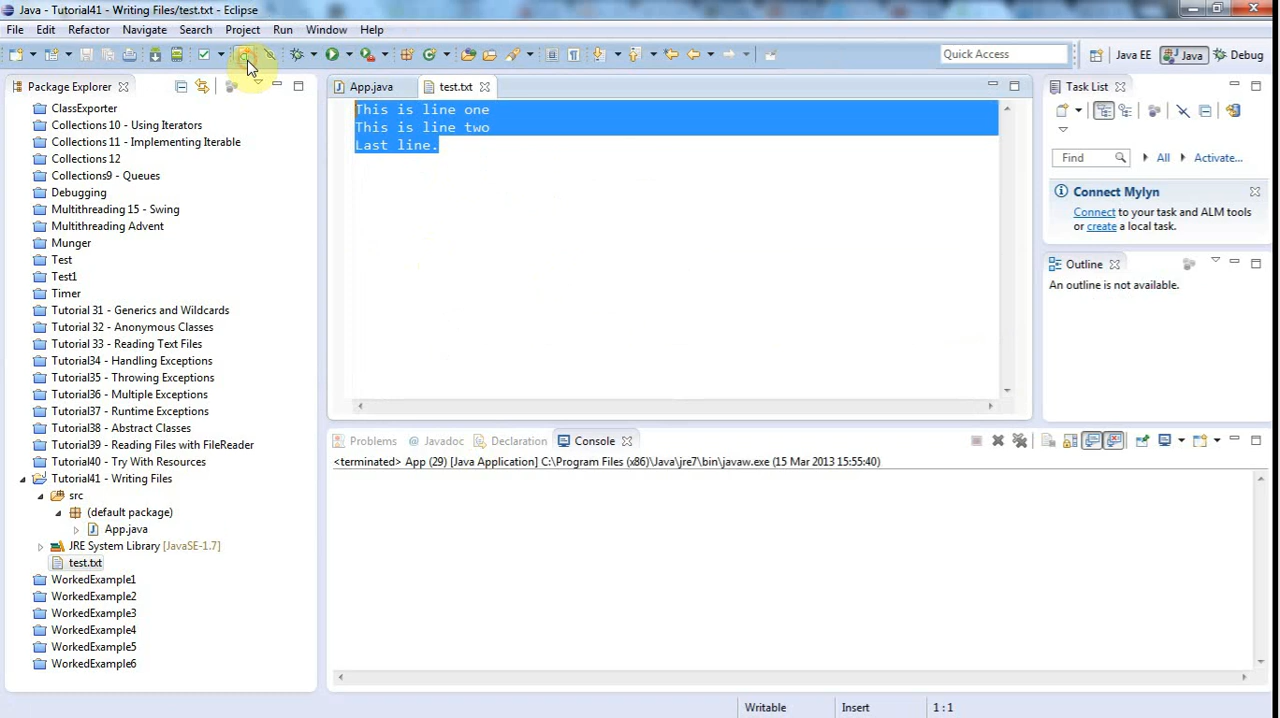 Java - Tutorial41 - Writing Files/test.txt - Eclipse
File Edit Refactor Navigate Search Project Run Window Help
Quick Access
Java EE
Java
Debug
Package Explorer
ClassExporter
Collections 10 - Using Iterators
Collections 11 - Implementing Iterable
Collections 12
Collections9 - Queues
Debugging
Multithreading 15 - Swing
Multithreading Advent
Munger
Test
Test1
Timer
Tutorial 31 - Generics and Wildcards
Tutorial 32 - Anonymous Classes
Tutorial 33 - Reading Text Files
Tutorial34 - Handling Exceptions
Tutorial35 - Throwing Exceptions
Tutorial36 - Multiple Exceptions
Tutorial37 - Runtime Exceptions
Tutorial38 - Abstract Classes
Tutorial39 - Reading Files with FileReader
Tutorial40 - Try With Resources
Tutorial41 - Writing Files
src
(default package)
App.java
JRE System Library [JavaSE-1.7]
test.txt
WorkedExample1
WorkedExample2
WorkedExample3
WorkedExample4
WorkedExample5
WorkedExample6
App.java
test.txt
This is line one
This is line two
Last line.
Task List
Find
All
Activate...
Connect Mylyn
Connect to your task and ALM tools
or create a local task.
Outline
An outline is not available.
Problems
Javadoc
Declaration
Console
<terminated> App (29) [Java Application] C:\Program Files (x86)\Java\jre7\bin\javaw.exe (15 Mar 2013 15:55:40)
Writable
Insert
1 : 1